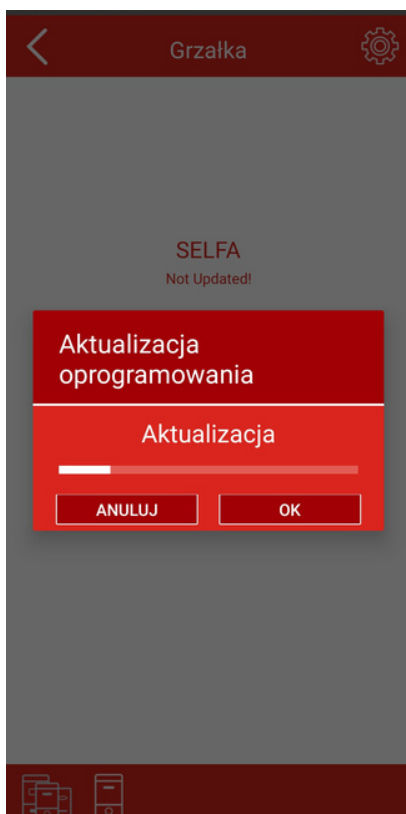 Grzałka
SELFA
Not Updated!
Aktualizacja
oprogramowania
Aktualizacja
ANULUJ
OK